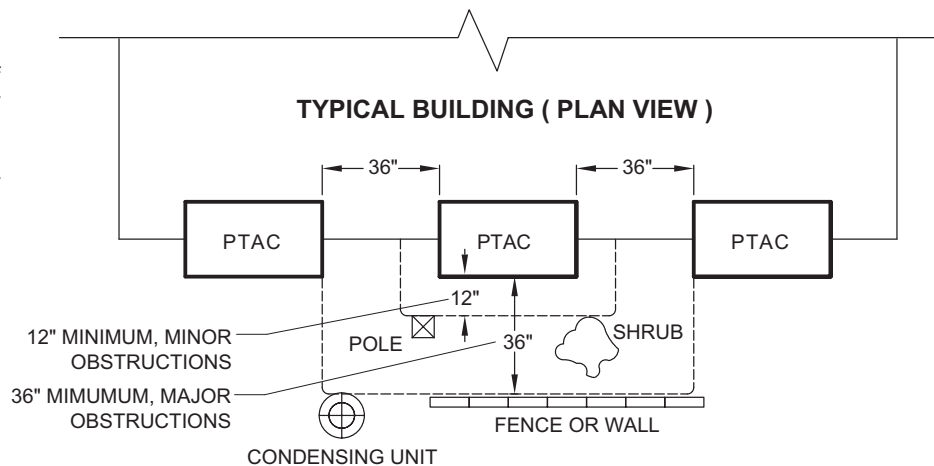 TYPICAL BUILDING ( PLAN VIEW )
36"
36"
PTAC
PTAC
PTAC
12"
12" MINIMUM, MINOR
OBSTRUCTIONS
POLE
36"
SHRUB
36" MIMUMUM, MAJOR
OBSTRUCTIONS
FENCE OR WALL
CONDENSING UNIT